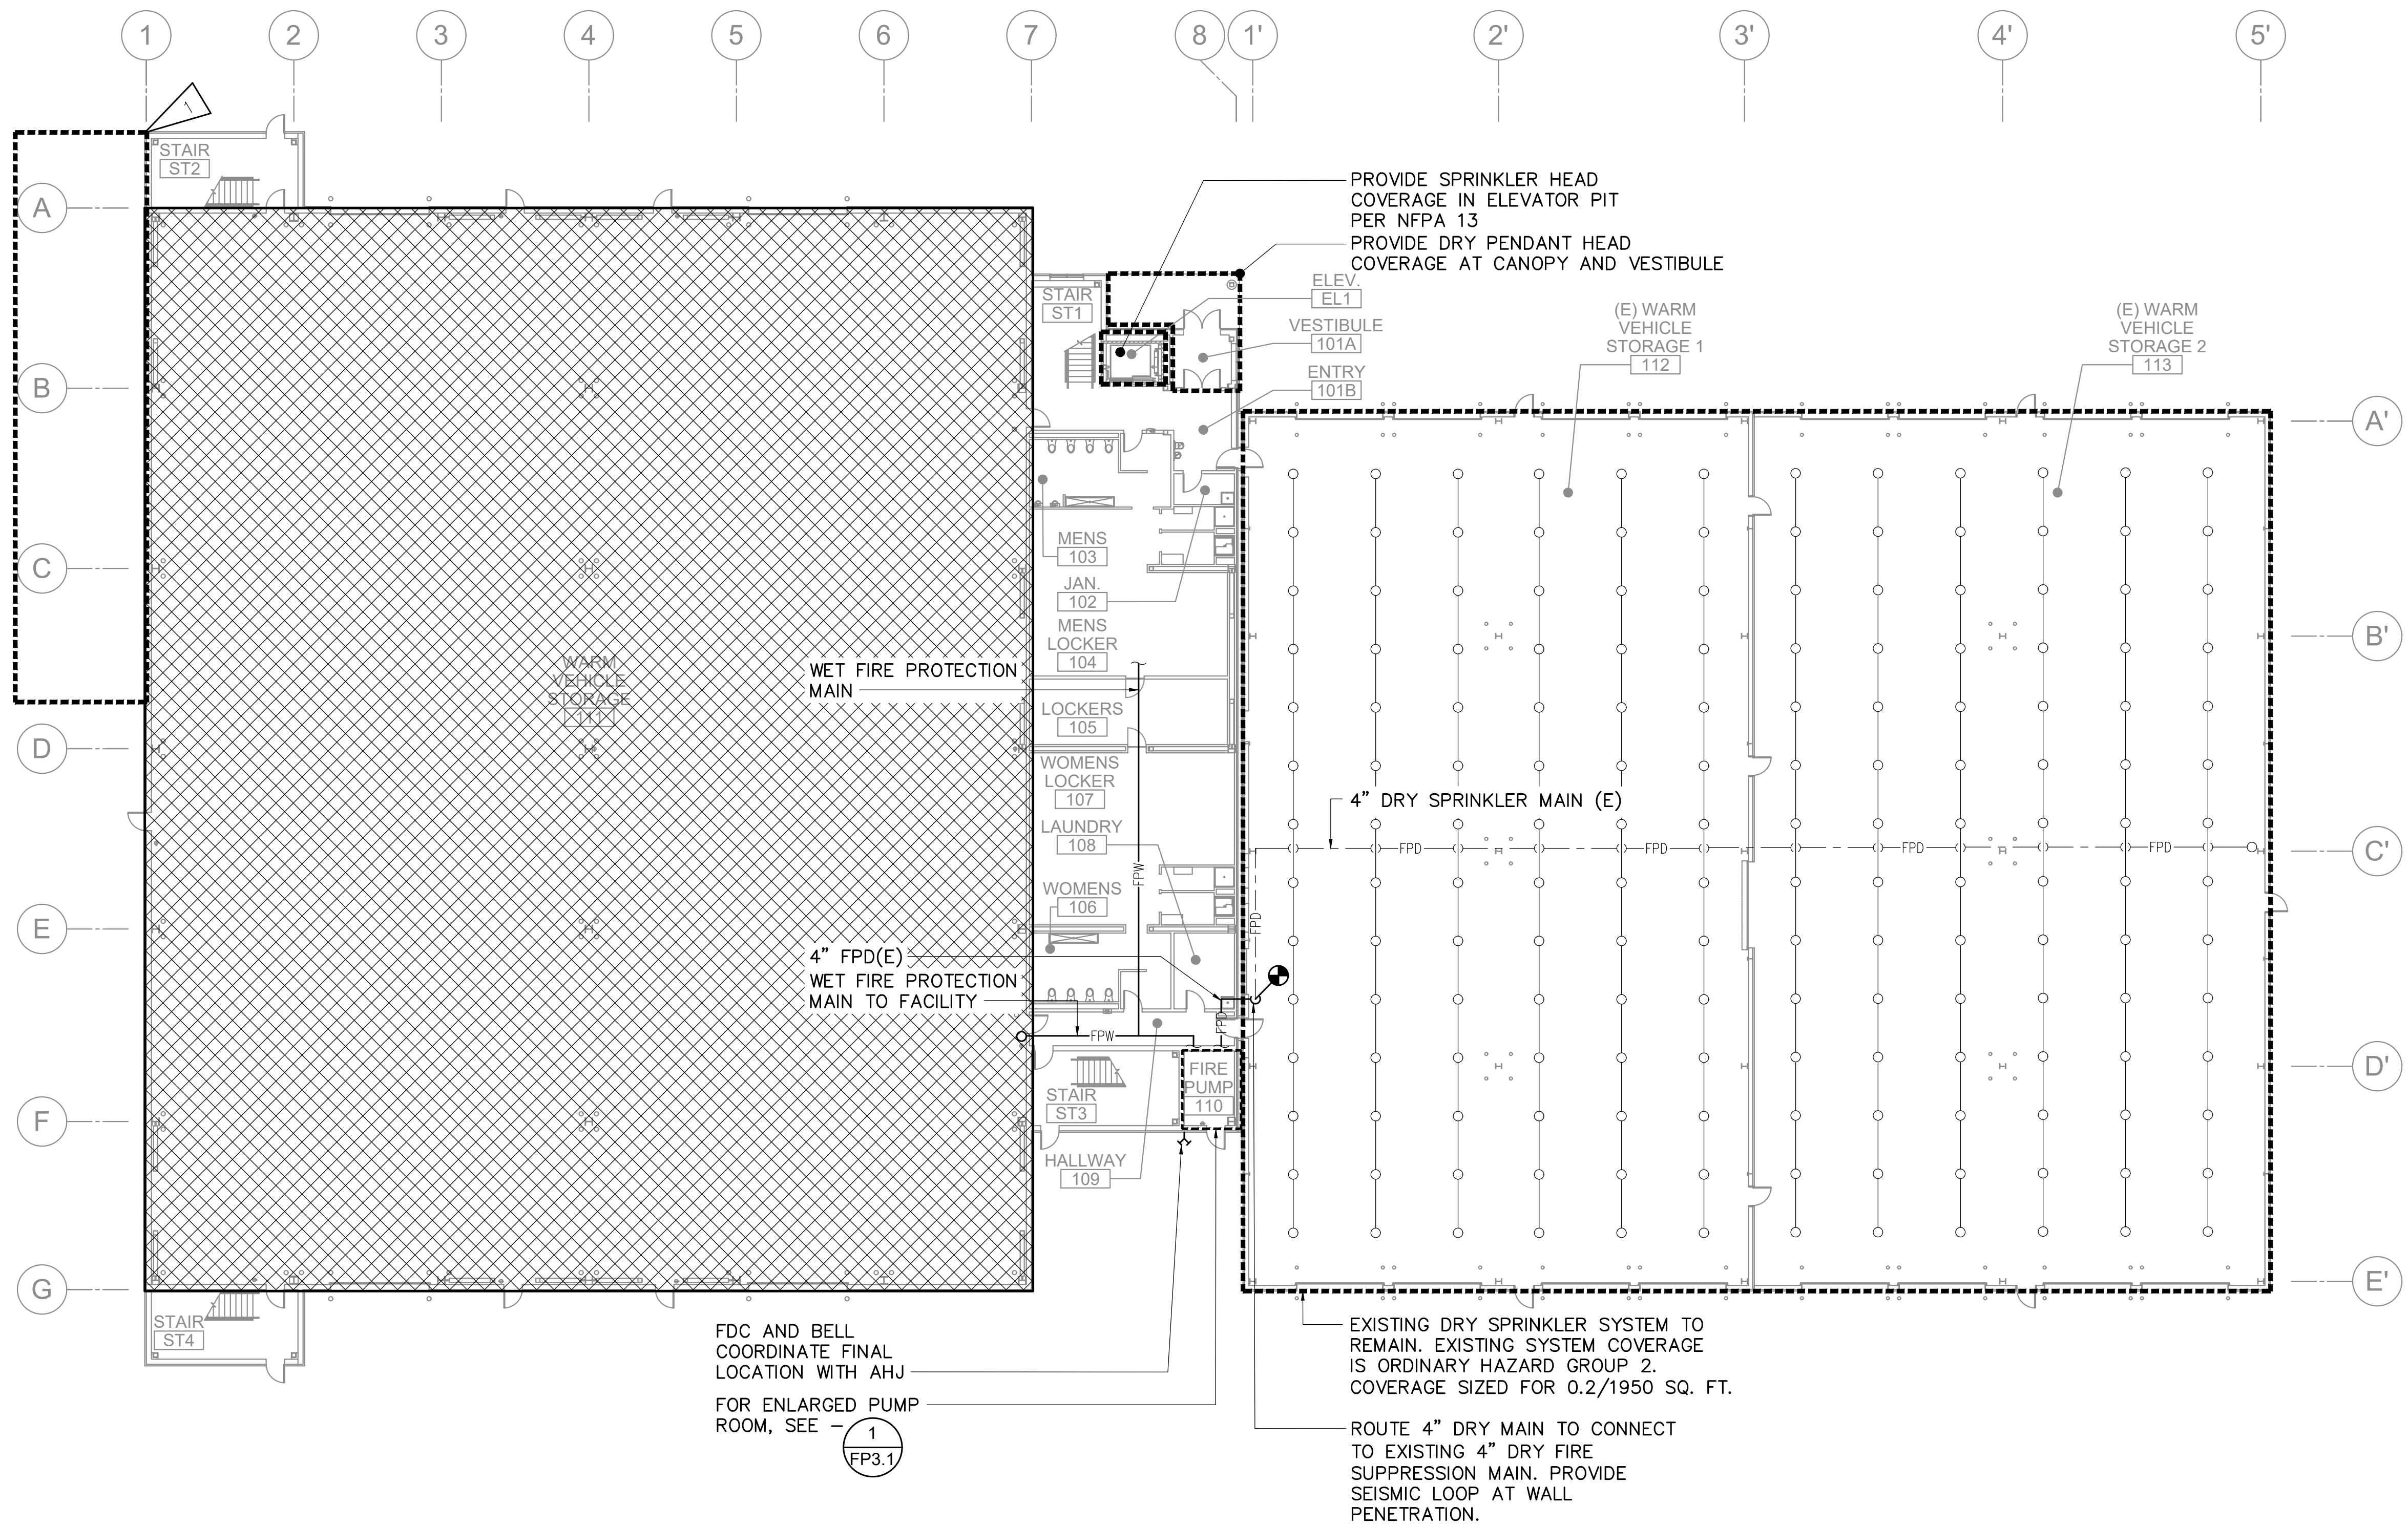 1
2
3
4
5
6
7
8
1'
2'
3'
4'
5'
1
STAIR
ST2
A
B
C
D
E
F
G
PROVIDE SPRINKLER HEAD
COVERAGE IN ELEVATOR PIT
PER NFPA 13
PROVIDE DRY PENDANT HEAD
COVERAGE AT CANOPY AND VESTIBULE
STAIR
ST1
ELEV.
EL1
VESTIBULE
101A
ENTRY
101B
(E) WARM
VEHICLE
STORAGE 1
112
(E) WARM
VEHICLE
STORAGE 2
113
A'
B'
C'
D'
E'
MENS
103
JAN.
102
MENS
LOCKER
104
WARM
VEHICLE
STORAGE
111
WET FIRE PROTECTION
MAIN
LOCKERS
105
WOMENS
LOCKER
107
LAUNDRY
108
WOMENS
106
FPW
4” DRY SPRINKLER MAIN (E)
FPD
FPD
FPD
FPD
FPD
4” FPD(E)
WET FIRE PROTECTION
MAIN TO FACILITY
FPW
FPD
STAIR
ST3
FIRE
PUMP
110
HALLWAY
109
STAIR
ST4
FDC AND BELL
COORDINATE FINAL
LOCATION WITH AHJ
FOR ENLARGED PUMP
ROOM, SEE –
1
FP3.1
EXISTING DRY SPRINKLER SYSTEM TO
REMAIN. EXISTING SYSTEM COVERAGE
IS ORDINARY HAZARD GROUP 2.
COVERAGE SIZED FOR 0.2/1950 SQ. FT.
ROUTE 4” DRY MAIN TO CONNECT
TO EXISTING 4” DRY FIRE
SUPPRESSION MAIN. PROVIDE
SEISMIC LOOP AT WALL
PENETRATION.